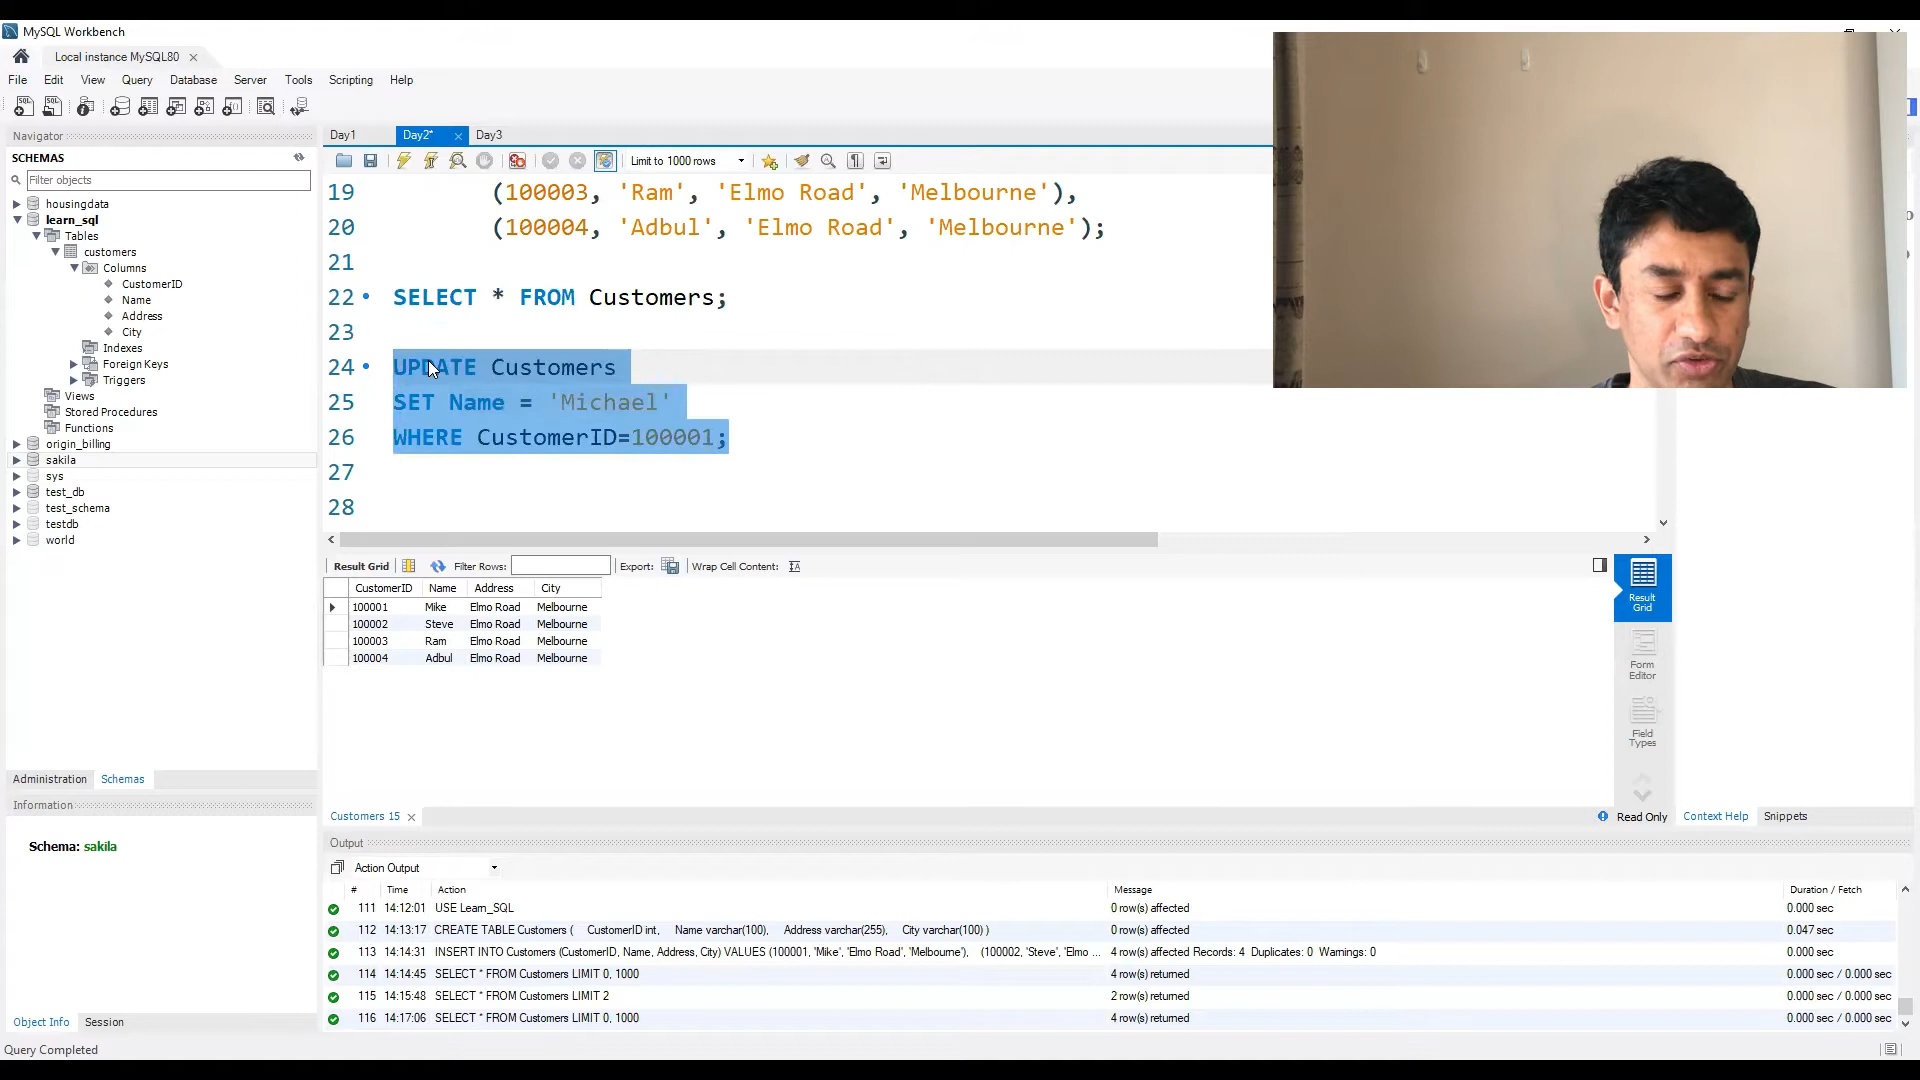 MySQL Workbench
Local instance MySQL80
File Edit View Query Database Server Tools Scripting Help
Navigator
SCHEMAS
Filter objects
housingdata
learn_sql
Tables
customers
Columns
CustomerID
Name
Address
City
Indexes
Foreign Keys
Triggers
Views
Stored Procedures
Functions
origin_billing
sakila
sys
test_db
test_schema
testdb
world
Administration Schemas
Information
Schema: sakila
Object Info Session
Query Completed
Day1 Day2* Day3
Limit to 1000 rows
19 (100003, 'Ram', 'Elmo Road', 'Melbourne'),
20 (100004, 'Adbul', 'Elmo Road', 'Melbourne');
21
22 SELECT * FROM Customers;
23
24 UPDATE Customers
25 SET Name = 'Michael'
26 WHERE CustomerID=100001;
27
28
Result Grid Filter Rows: Export: Wrap Cell Content:
CustomerID Name Address City
100001 Mike Elmo Road Melbourne
100002 Steve Elmo Road Melbourne
100003 Ram Elmo Road Melbourne
100004 Adbul Elmo Road Melbourne
Result Grid
Form Editor
Field Types
Customers 15
Read Only
Context Help Snippets
Output
Action Output
# Time Action Message Duration / Fetch
111 14:12:01 USE Learn_SQL 0 row(s) affected 0.000 sec
112 14:13:17 CREATE TABLE Customers ( CustomerID int, Name varchar(100), Address varchar(255), City varchar(100) ) 0 row(s) affected 0.047 sec
113 14:14:31 INSERT INTO Customers (CustomerID, Name, Address, City) VALUES (100001, 'Mike', 'Elmo Road', 'Melbourne'), (100002, 'Steve', 'Elmo ... 4 row(s) affected Records: 4 Duplicates: 0 Warnings: 0 0.000 sec
114 14:14:45 SELECT * FROM Customers LIMIT 0, 1000 4 row(s) returned 0.000 sec / 0.000 sec
115 14:15:48 SELECT * FROM Customers LIMIT 2 2 row(s) returned 0.000 sec / 0.000 sec
116 14:17:06 SELECT * FROM Customers LIMIT 0, 1000 4 row(s) returned 0.000 sec / 0.000 sec